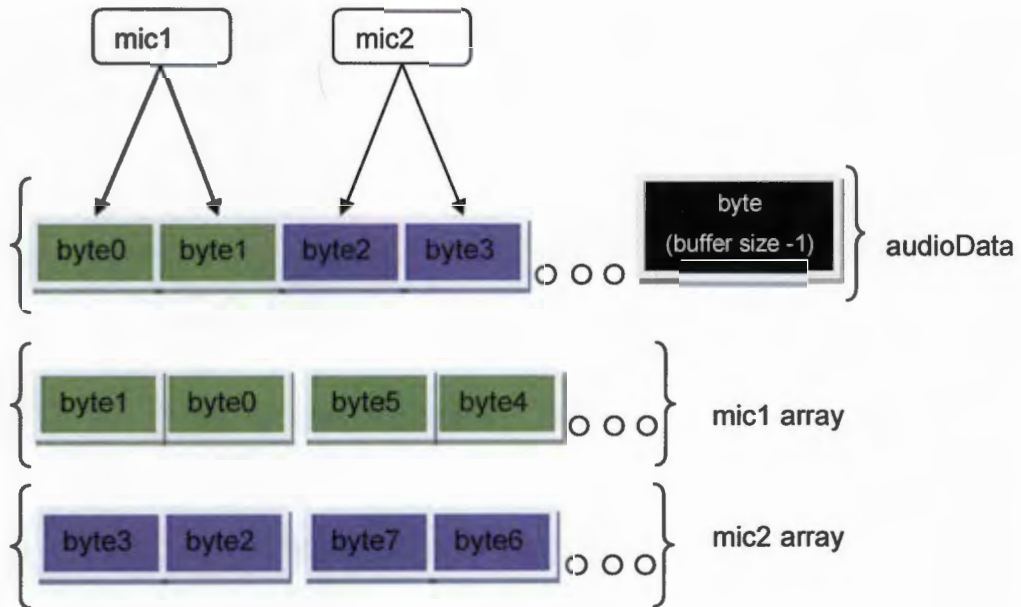 mic1
mic2
byte0
byte1
byte2
byte3
byte
(buffer size -1)
audioData
byte1
byte0
byte5
byte4
mic1 array
byte3
byte2
byte7
byte6
mic2 array